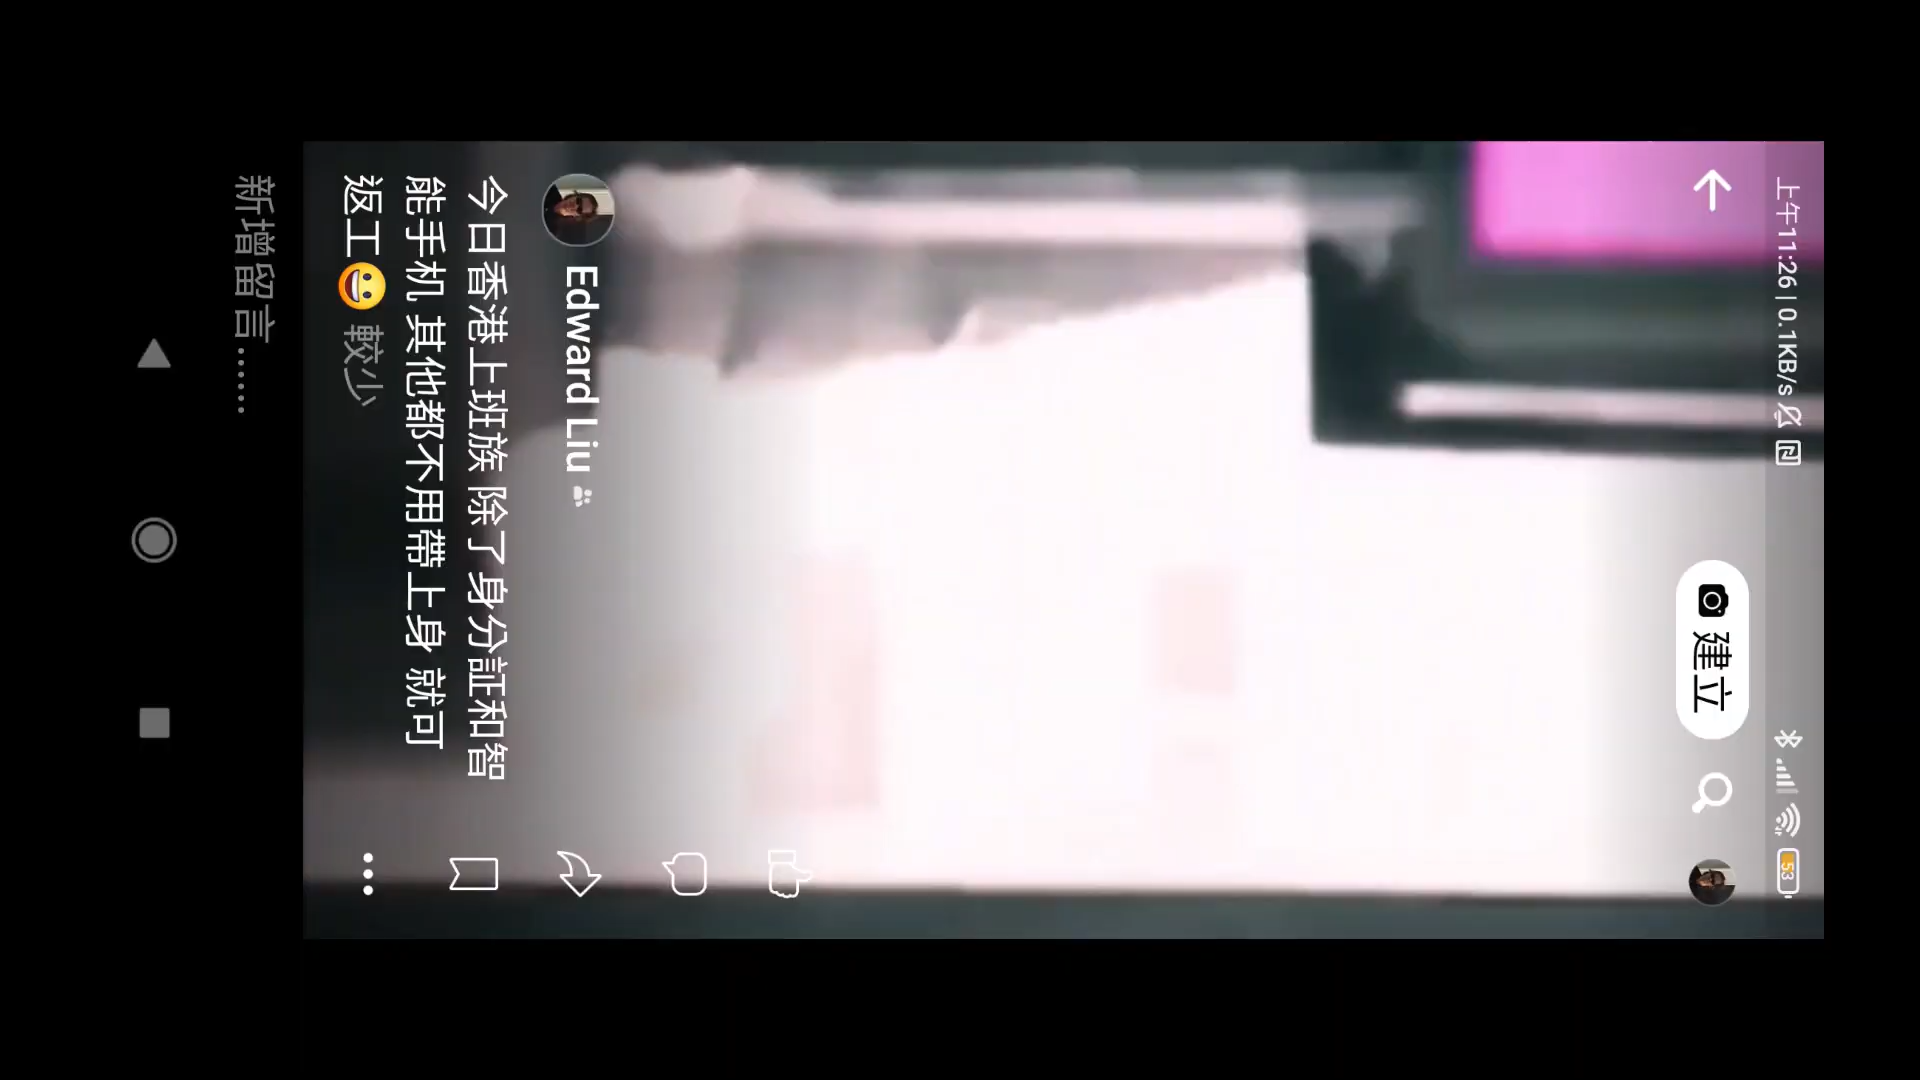 上午11:26 | 0.1KB/s
53
建立
Edward Liu
今日香港上班族 除了身分証和智
能手机 其他都不用帶上身 就可
返工😀 較少
新增留言……